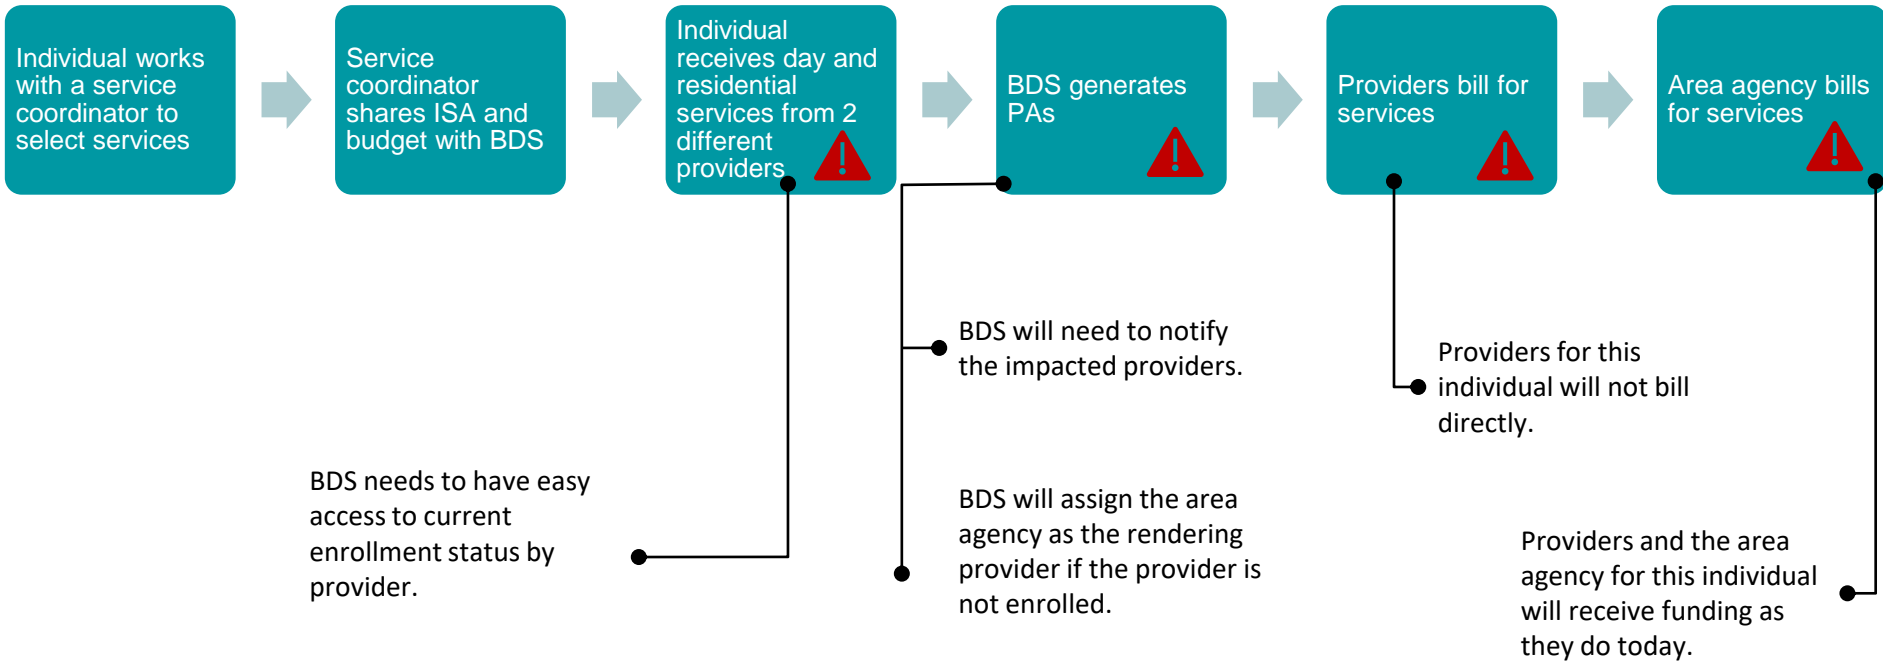 Individual works
with a service
coordinator to
select services
Service
coordinator
shares ISA and
budget with BDS
Individual
receives day and
residential
services from 2
different
providers
BDS generates
PAs
Providers bill for
services
Area agency bills
for services
BDS needs to have easy
access to current
enrollment status by
provider.
BDS will need to notify
the impacted providers.
BDS will assign the area
agency as the rendering
provider if the provider is
not enrolled.
Providers for this
individual will not bill
directly.
Providers and the area
agency for this individual
will receive funding as
they do today.